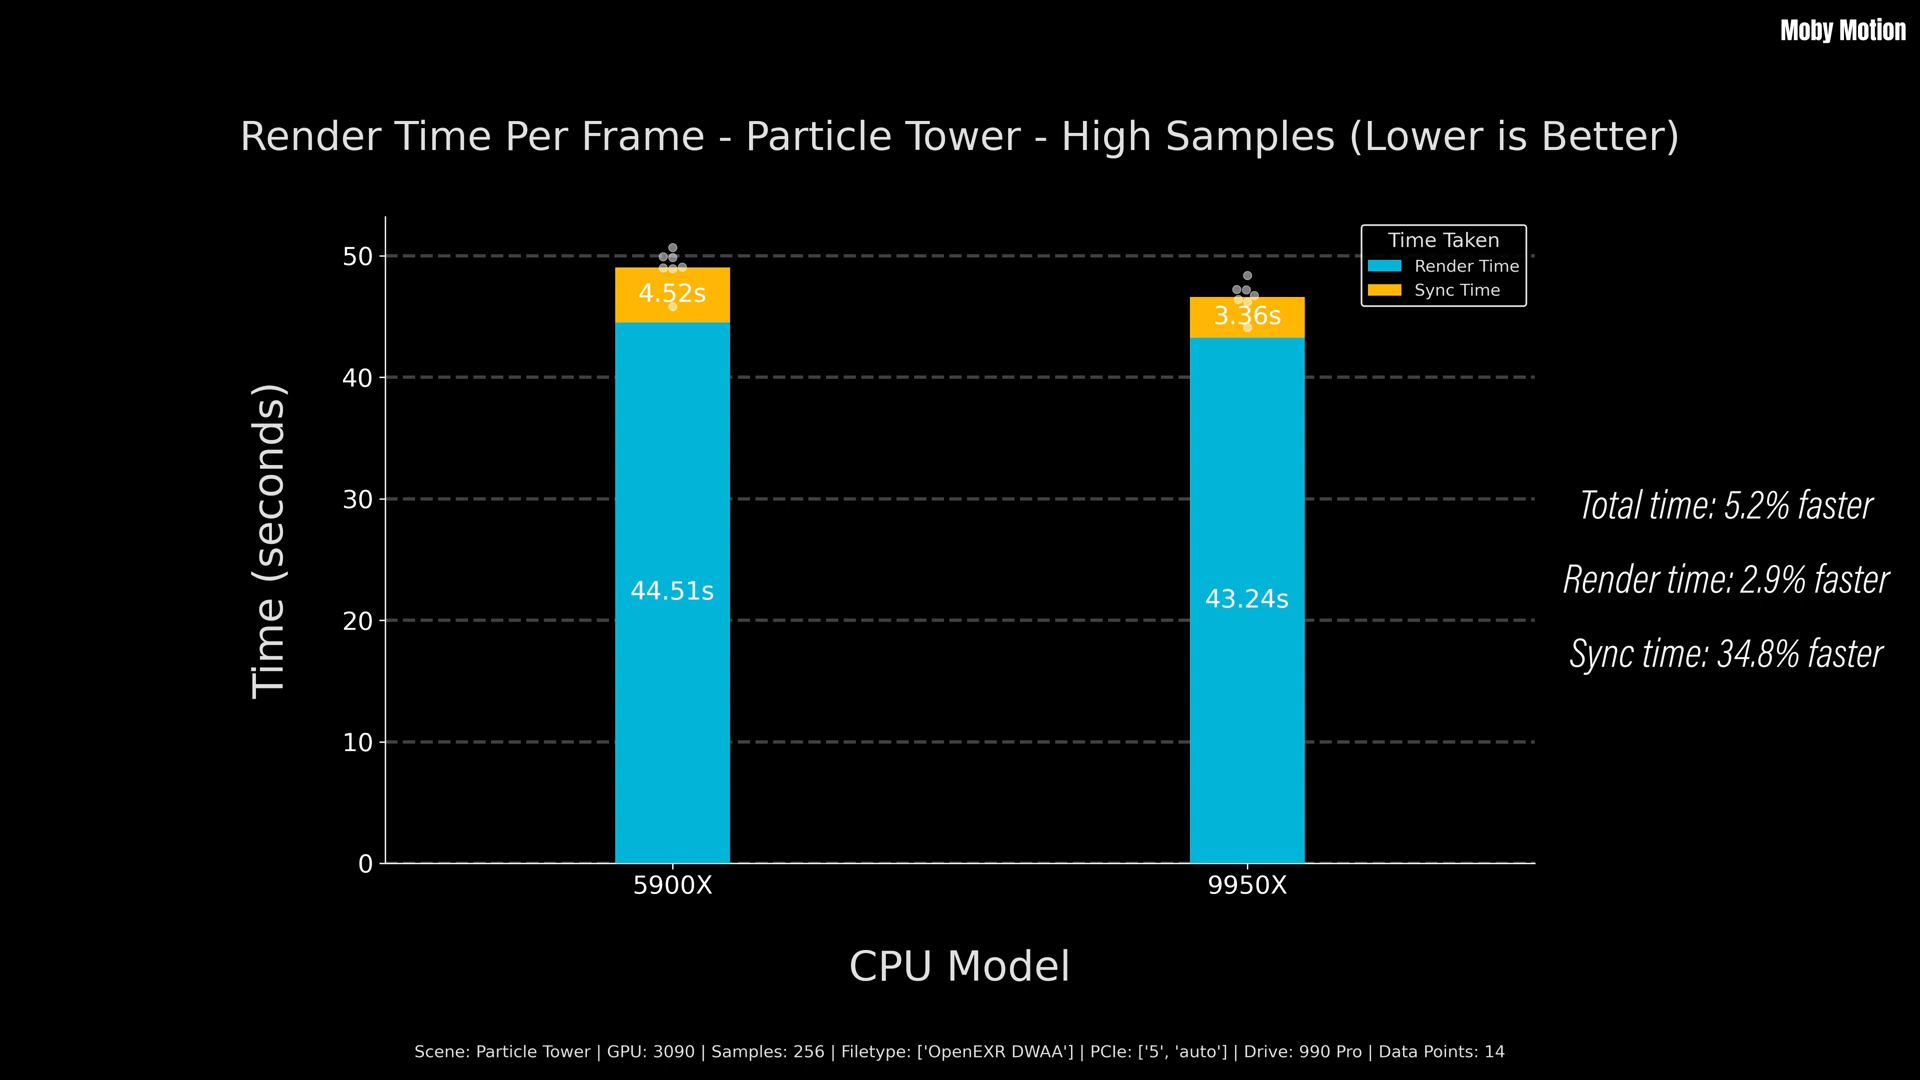 Moby Motion
Render Time Per Frame - Particle Tower - High Samples (Lower is Better)
Time Taken
Render Time
Sync Time
50
40
30
20
10
0
Time (seconds)
4.52s
44.51s
3.36s
43.24s
5900X
9950X
CPU Model
Total time: 5.2% faster
Render time: 2.9% faster
Sync time: 34.8% faster
Scene: Particle Tower | GPU: 3090 | Samples: 256 | Filetype: ['OpenEXR DWAA'] | PCIe: ['5', 'auto'] | Drive: 990 Pro | Data Points: 14